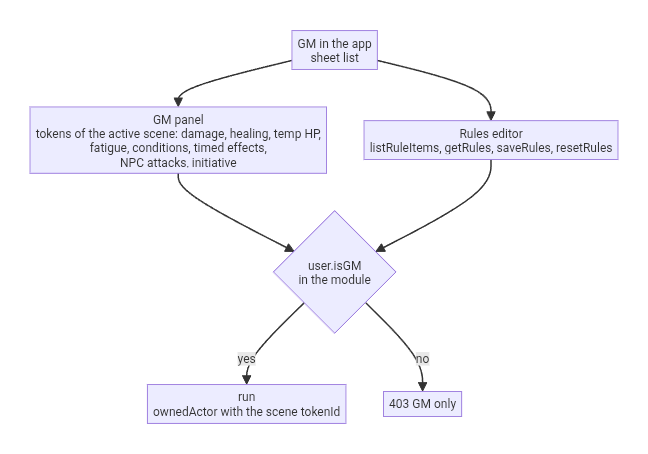 GM in the app
sheet list
GM panel
tokens of the active scene: damage, healing, temp HP,
fatigue, conditions, timed effects,
NPC attacks, initiative
Rules editor
listRuleItems, getRules, saveRules, resetRules
user.isGM
in the module
yes
no
run
ownedActor with the scene tokenId
403 GM only